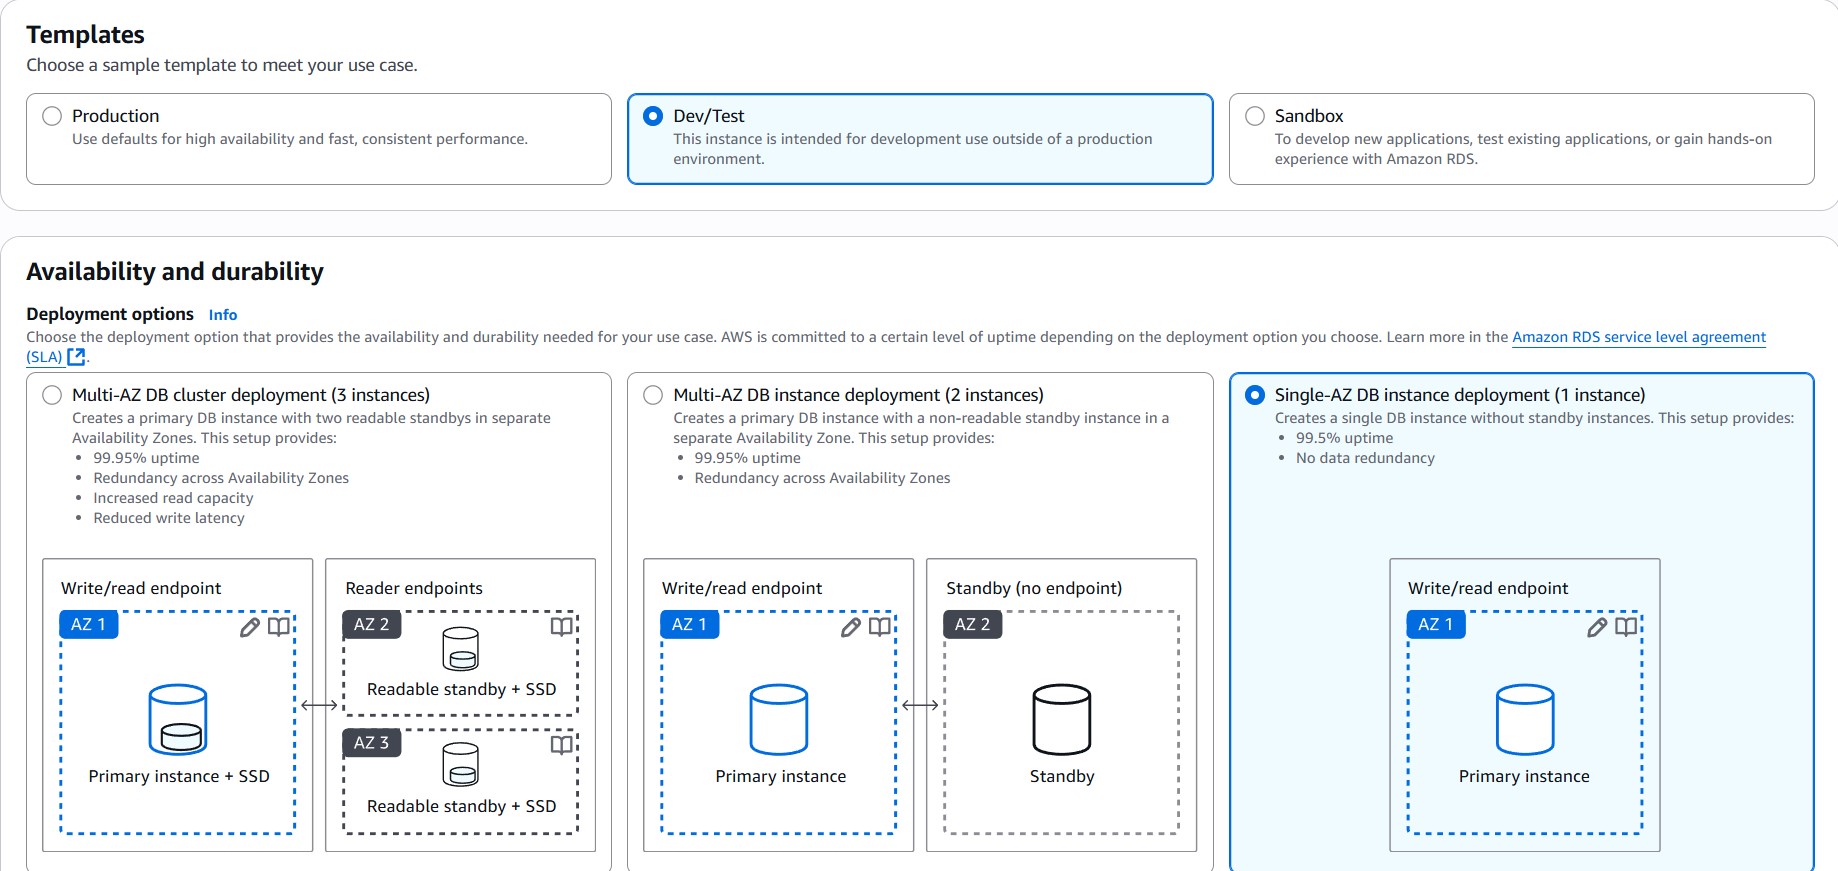 Templates
Choose a sample template to meet your use case.
Production
Use defaults for high availability and fast, consistent performance.
Dev/Test
This instance is intended for development use outside of a production
environment.
Sandbox
To develop new applications, test existing applications, or gain hands-on
experience with Amazon RDS.
Availability and durability
Deployment options Info
Choose the deployment option that provides the availability and durability needed for your use case. AWS is committed to a certain level of uptime depending on the deployment option you choose. Learn more in the Amazon RDS service level agreement
(SLA).
Multi-AZ DB cluster deployment (3 instances)
Creates a primary DB instance with two readable standbys in separate
Availability Zones. This setup provides:
• 99.95% uptime
• Redundancy across Availability Zones
• Increased read capacity
• Reduced write latency
Write/read endpoint
AZ 1
Primary instance + SSD
Reader endpoints
AZ 2
Readable standby + SSD
AZ 3
Readable standby + SSD
Multi-AZ DB instance deployment (2 instances)
Creates a primary DB instance with a non-readable standby instance in a
separate Availability Zone. This setup provides:
• 99.95% uptime
• Redundancy across Availability Zones
Write/read endpoint
AZ 1
Primary instance
Standby (no endpoint)
AZ 2
Standby
Single-AZ DB instance deployment (1 instance)
Creates a single DB instance without standby instances. This setup provides:
• 99.5% uptime
• No data redundancy
Write/read endpoint
AZ 1
Primary instance